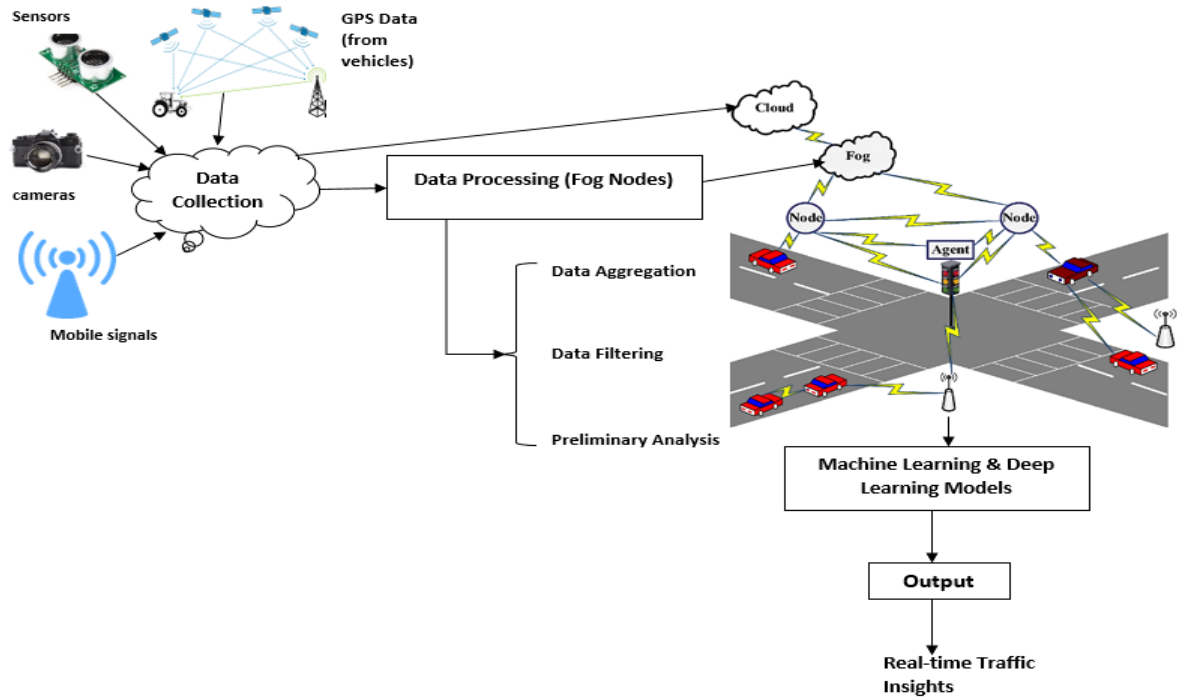 Sensors
GPS Data
(from
vehicles)
cameras
Mobile signals
Data
Collection
Data Processing (Fog Nodes)
Data Aggregation
Data Filtering
Preliminary Analysis
Cloud
Fog
Node
Node
Agent
Machine Learning & Deep
Learning Models
Output
Real-time Traffic
Insights